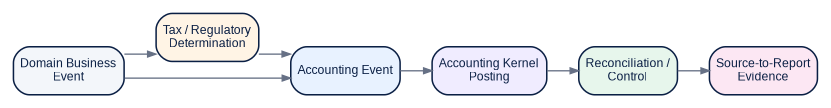 Tax / Regulatory
Determination
Domain Business
Event
Accounting Event
Accounting Kernel
Posting
Reconciliation /
Control
Source-to-Report
Evidence